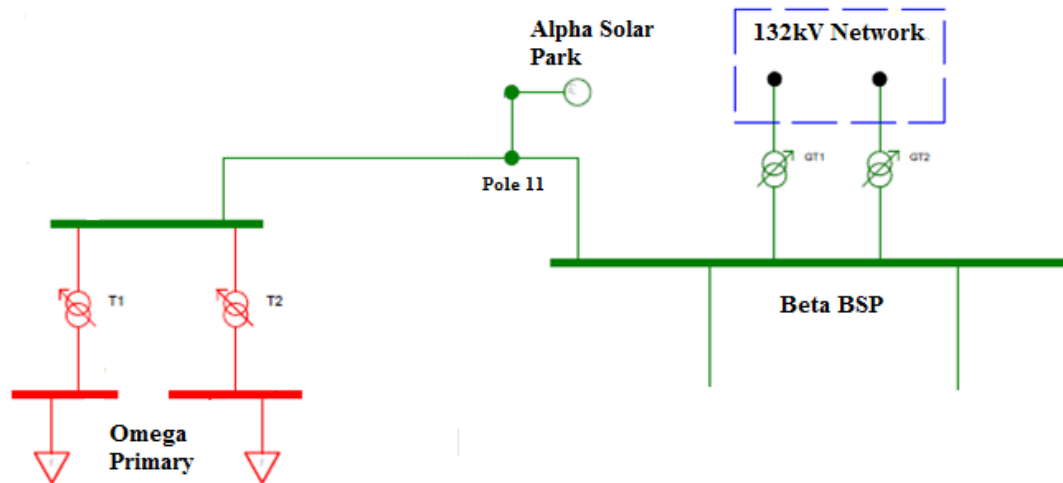 Alpha Solar
Park
132kV Network
GT1
GT2
Pole 11
T1
T2
Beta BSP
Omega
Primary